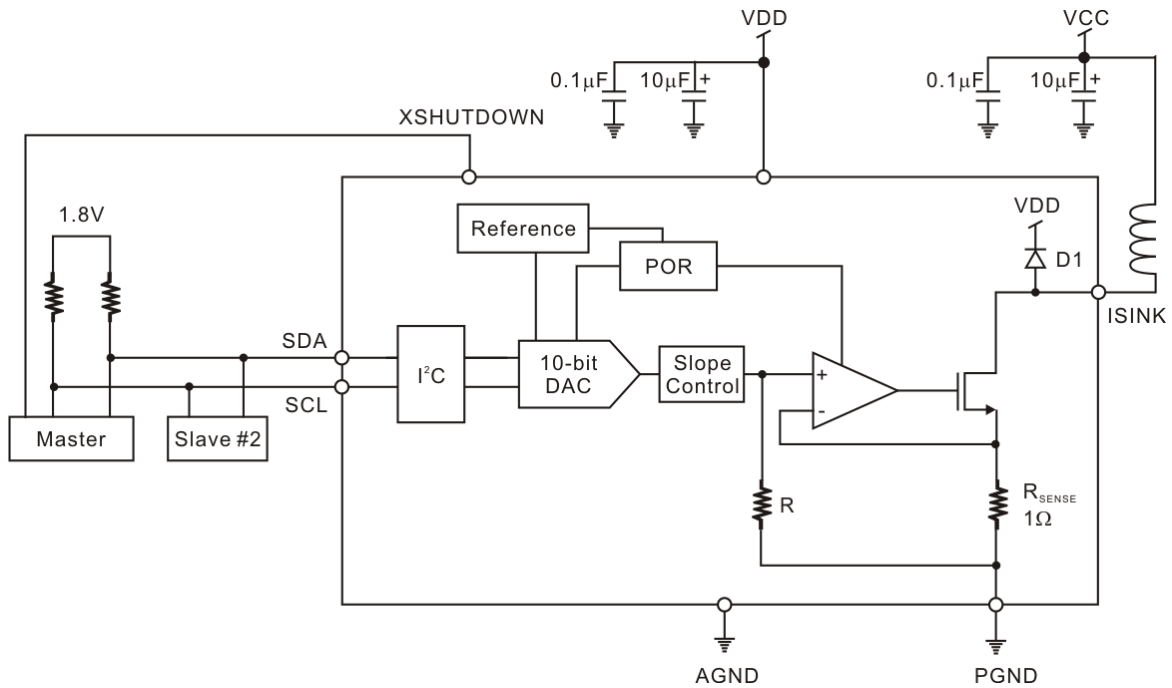 VDD
VCC
0.1μF
10μF +
0.1μF
10μF +
XSHUTDOWN
1.8V
Reference
POR
VDD
D1
ISINK
SDA
SCL
I²C
10-bit
DAC
Slope
Control
+
-
Master
Slave #2
R
RSENSE
1Ω
AGND
PGND